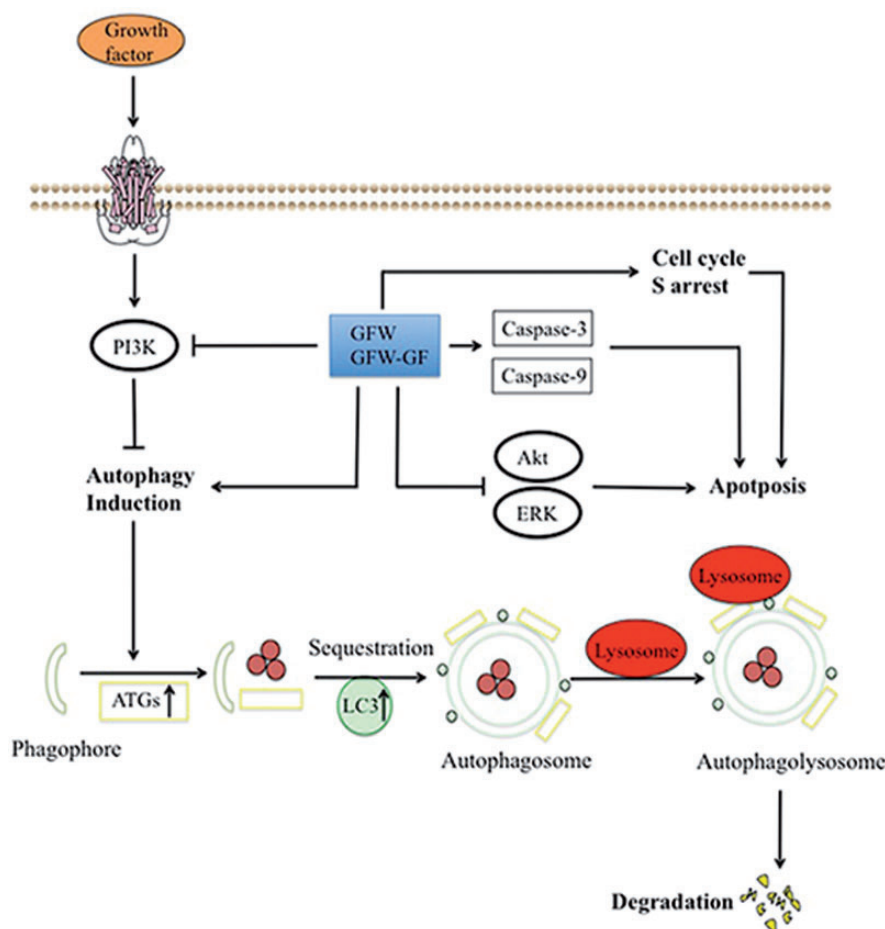 Growth
factor
Cell cycle
S arrest
PI3K
GFW
GFW-GF
Caspase-3
Caspase-9
Autophagy
Induction
Akt
ERK
Apotposis
Lysosome
Sequestration
Lysosome
ATGs
LC3
Phagophore
Autophagosome
Autophagolysosome
Degradation